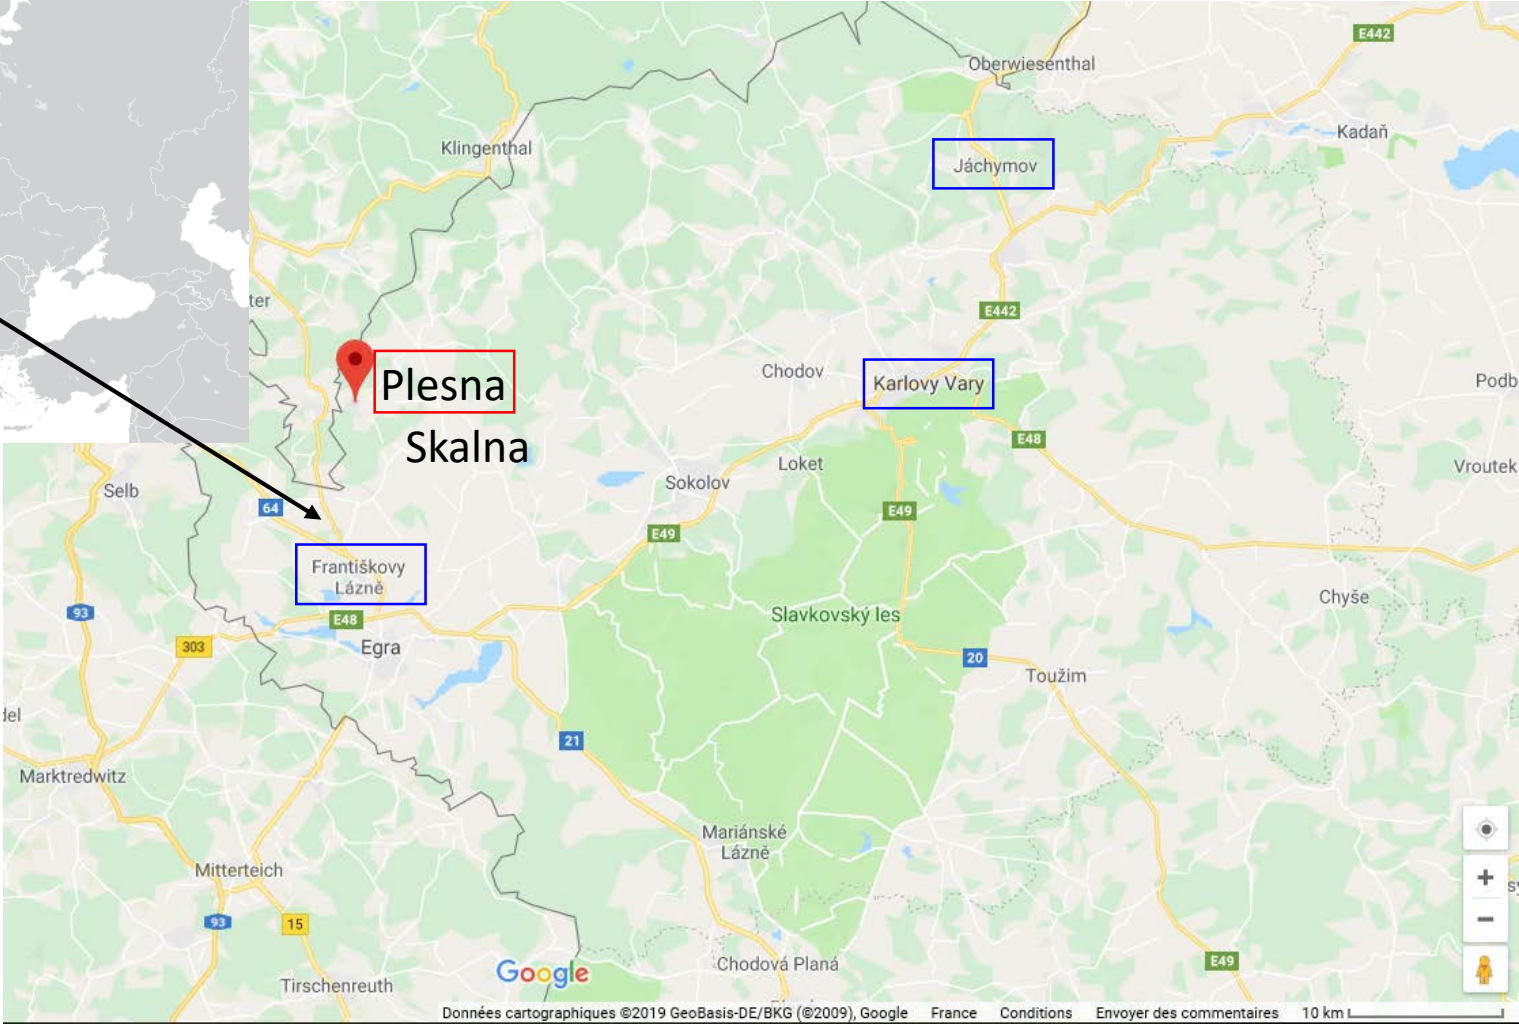 E442
Oberwiesenthal
Kadaň
Klingenthal
Jáchymov
ter
E442
Chodov
Karlovy Vary
Podb
Plesna
Skalna
E48
Loket
Vroutek
Selb
Sokolov
64
E49
E49
Františkovy
Lázně
Chyše
93
E48
Slavkovský les
303
Egra
20
Toužim
del
21
Marktredwitz
Mariánské
Lázně
Mitterteich
93
15
E49
Chodová Planá
Google
Tirschenreuth
Données cartographiques ©2019 GeoBasis-DE/BKG (©2009), Google France Conditions Envoyer des commentaires 10 km